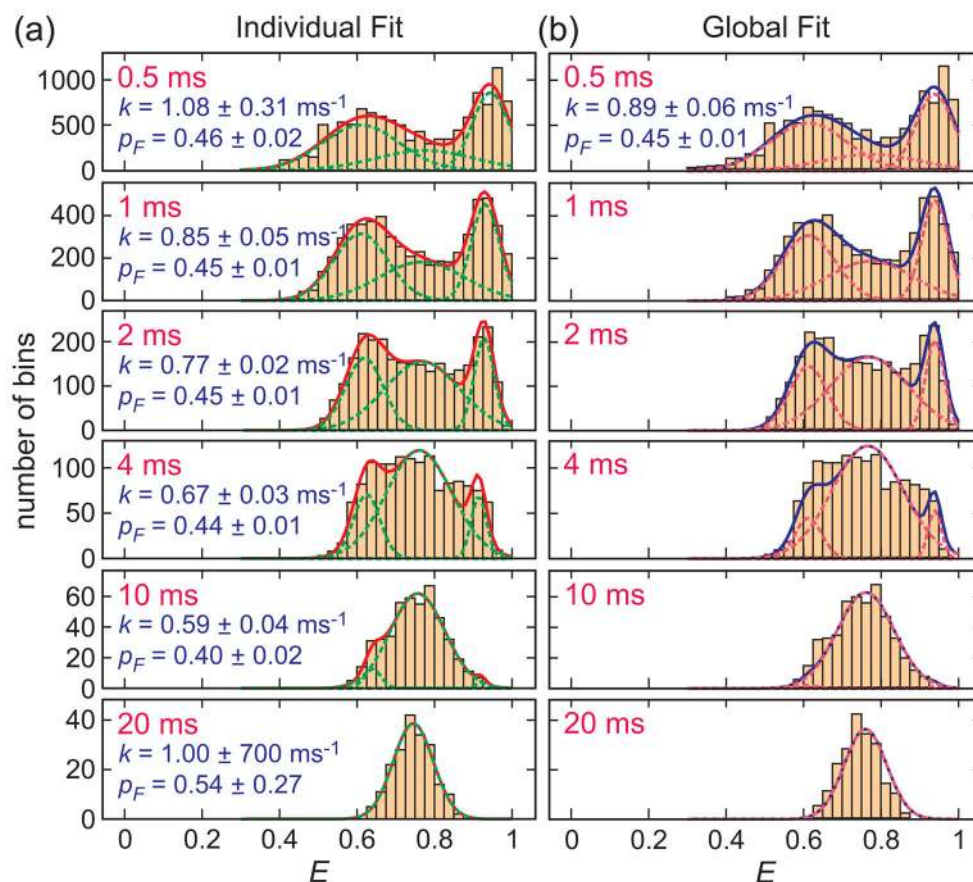 (a) Individual Fit
(b) Global Fit
number of bins
0.5 ms
k = 1.08 ± 0.31 ms-1
pF = 0.46 ± 0.02
1000
500
0
1 ms
k = 0.85 ± 0.05 ms-1
pF = 0.45 ± 0.01
400
200
0
2 ms
k = 0.77 ± 0.02 ms-1
pF = 0.45 ± 0.01
200
100
0
4 ms
k = 0.67 ± 0.03 ms-1
pF = 0.44 ± 0.01
100
50
0
10 ms
k = 0.59 ± 0.04 ms-1
pF = 0.40 ± 0.02
60
40
20
0
20 ms
k = 1.00 ± 700 ms-1
pF = 0.54 ± 0.27
40
20
0
0 0.2 0.4 0.6 0.8 1
E
0.5 ms
k = 0.89 ± 0.06 ms-1
pF = 0.45 ± 0.01
1 ms
2 ms
4 ms
10 ms
20 ms
0 0.2 0.4 0.6 0.8 1
E